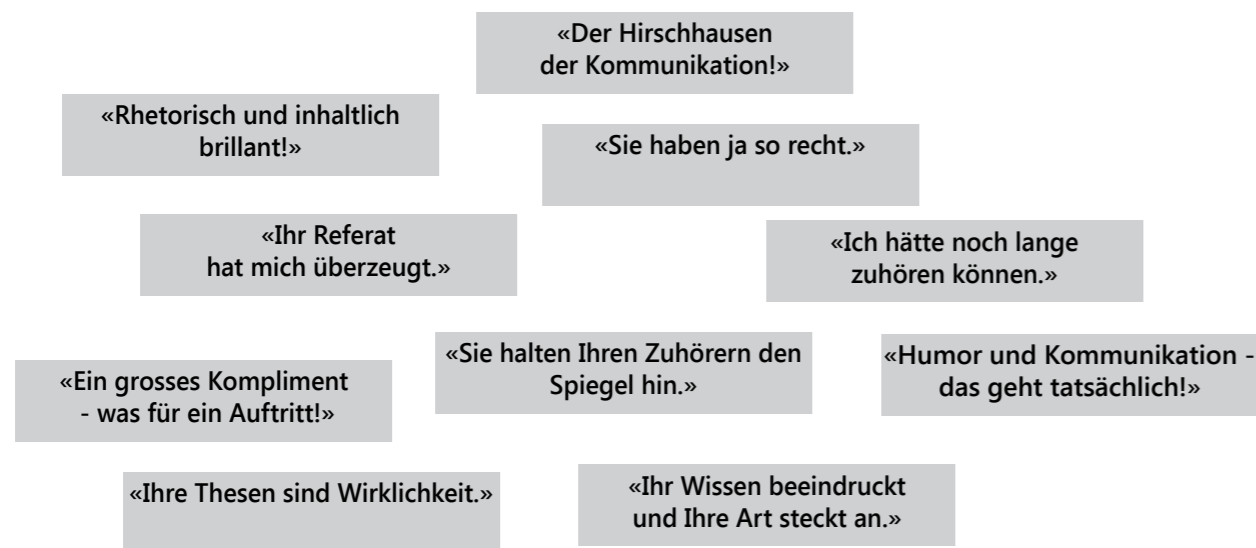 «Der Hirschhausen
der Kommunikation!»
«Rhetorisch und inhaltlich
brillant!»
«Sie haben ja so recht.»
«Ihr Referat
hat mich überzeugt.»
«Ich hätte noch lange
zuhören können.»
«Sie halten Ihren Zuhörern den
Spiegel hin.»
«Humor und Kommunikation -
das geht tatsächlich!»
«Ein grosses Kompliment
- was für ein Auftritt!»
«Ihre Thesen sind Wirklichkeit.»
«Ihr Wissen beeindruckt
und Ihre Art steckt an.»